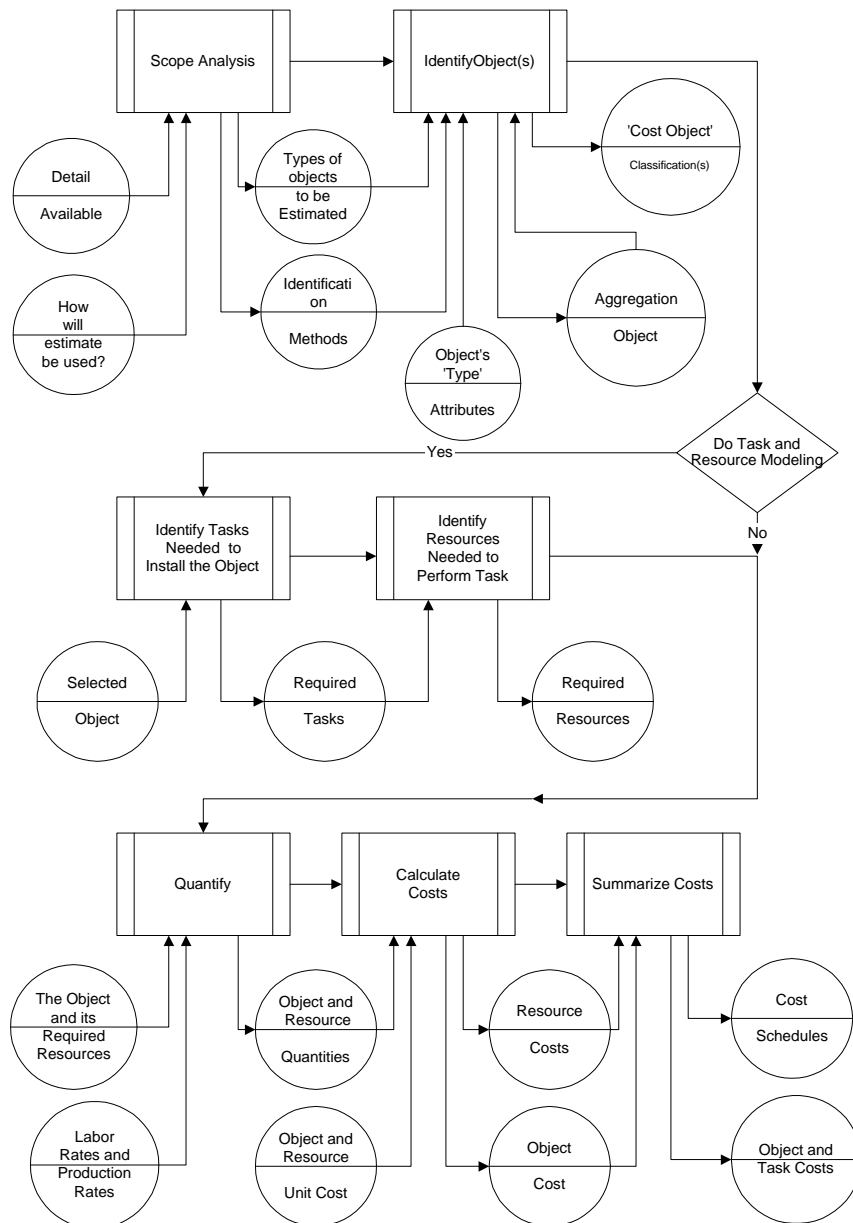 Scope Analysis
IdentifyObject(s)
Detail
Available
Types of
objects
to be
Estimated
'Cost Object'
Classification(s)
How
will
estimate
be used?
Identificati
on
Methods
Object's
'Type'
Attributes
Aggregation
Object
Do Task and
Resource Modeling
Yes
No
Identify Tasks
Needed to
Install the Object
Identify
Resources
Needed to
Perform Task
Selected
Object
Required
Tasks
Required
Resources
Quantify
Calculate
Costs
Summarize Costs
The Object
and its
Required
Resources
Object and
Resource
Quantities
Resource
Costs
Cost
Schedules
Labor
Rates and
Production
Rates
Object and
Resource
Unit Cost
Object
Cost
Object and
Task Costs